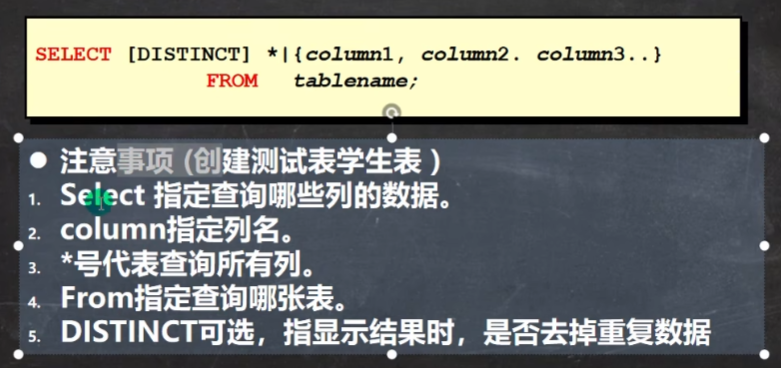 SELECT [DISTINCT] *|{column1, column2. column3..}
FROM tablename;
● 注意事项 (创建测试表学生表 )
1. Select 指定查询哪些列的数据。
2. column指定列名。
3. *号代表查询所有列。
4. From指定查询哪张表。
5. DISTINCT可选，指显示结果时，是否去掉重复数据